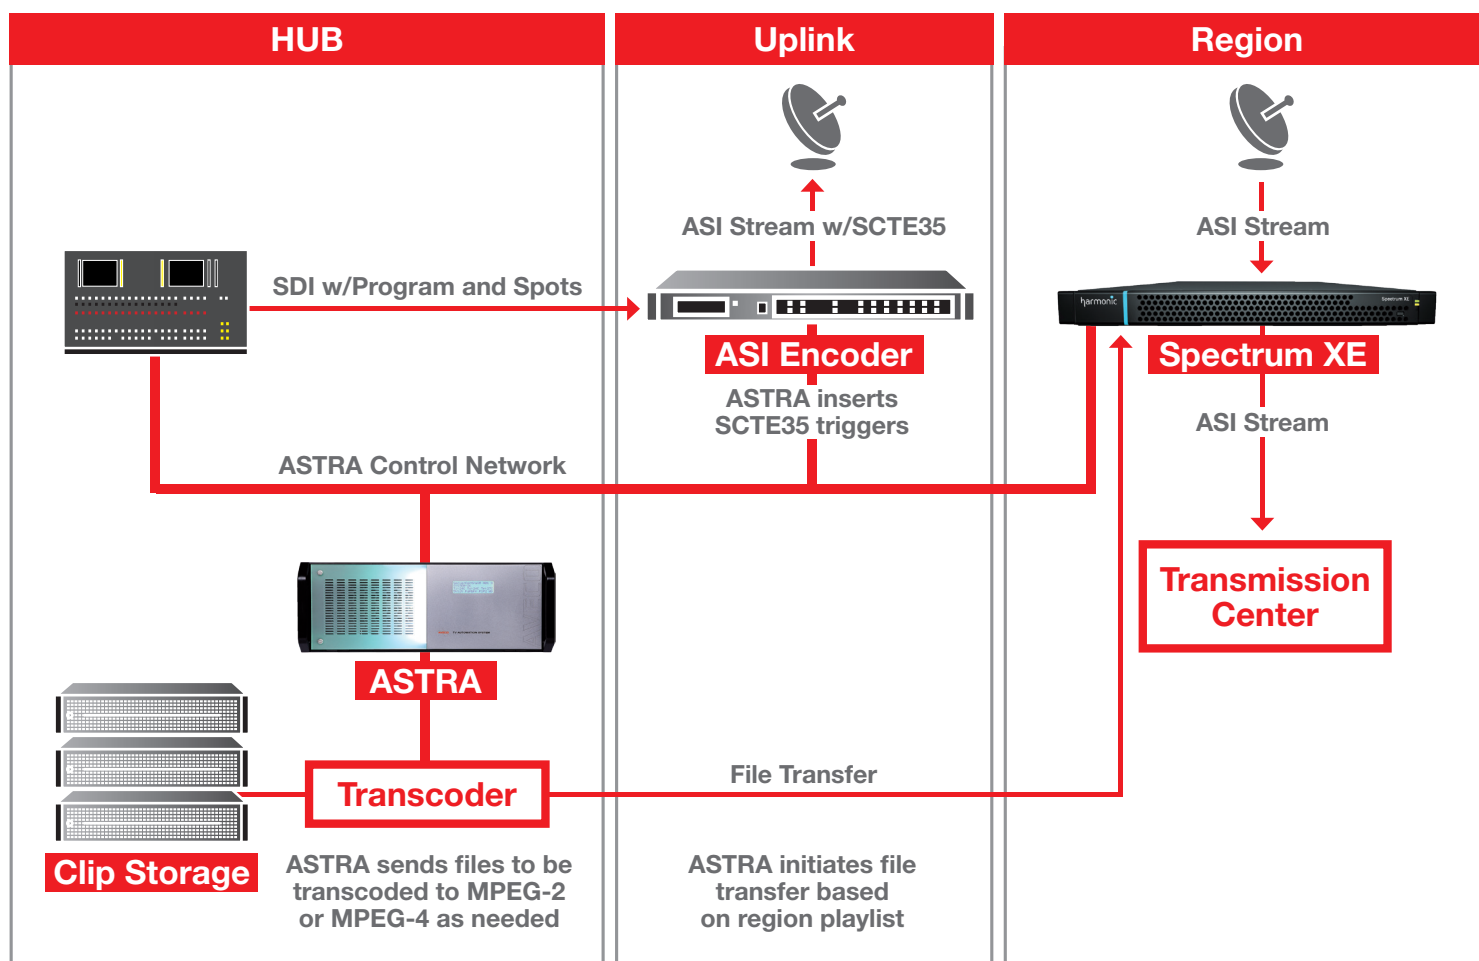 HUB
Uplink
Region
ASI Stream w/SCTE35
ASI Stream
SDI w/Program and Spots
harmonic
Spectrum XE
ASI Encoder
Spectrum XE
ASTRA inserts
SCTE35 triggers
ASI Stream
ASTRA Control Network
Transmission
Center
ASTRA
File Transfer
Transcoder
Clip Storage
ASTRA sends files to be
transcoded to MPEG-2
or MPEG-4 as needed
ASTRA initiates file
transfer based
on region playlist